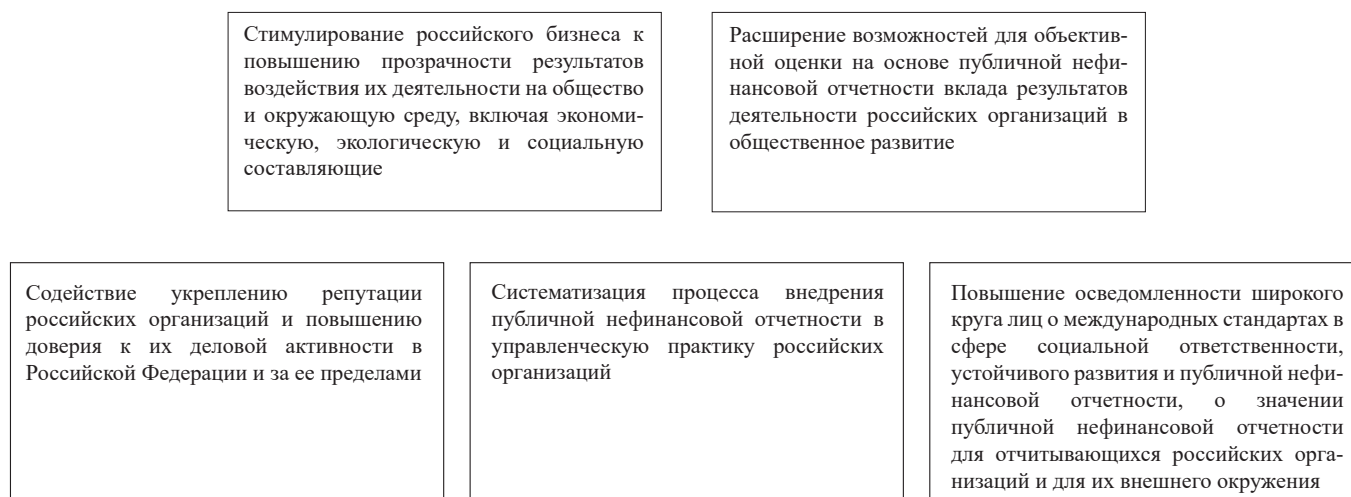 Стимулирование российского бизнеса к
повышению прозрачности результатов
воздействия их деятельности на общество
и окружающую среду, включая экономи-
ческую, экологическую и социальную
составляющие
Расширение возможностей для объектив-
ной оценки на основе публичной нефи-
нансовой отчетности вклада результатов
деятельности российских организаций в
общественное развитие
Содействие укреплению репутации
российских организаций и повышению
доверия к их деловой активности в
Российской Федерации и за ее пределами
Систематизация процесса внедрения
публичной нефинансовой отчетности в
управленческую практику российских
организаций
Повышение осведомленности широкого
круга лиц о международных стандартах в
сфере социальной ответственности,
устойчивого развития и публичной нефи-
нансовой отчетности, о значении
публичной нефинансовой отчетности
для отчитывающихся российских орга-
низаций и для их внешнего окружения